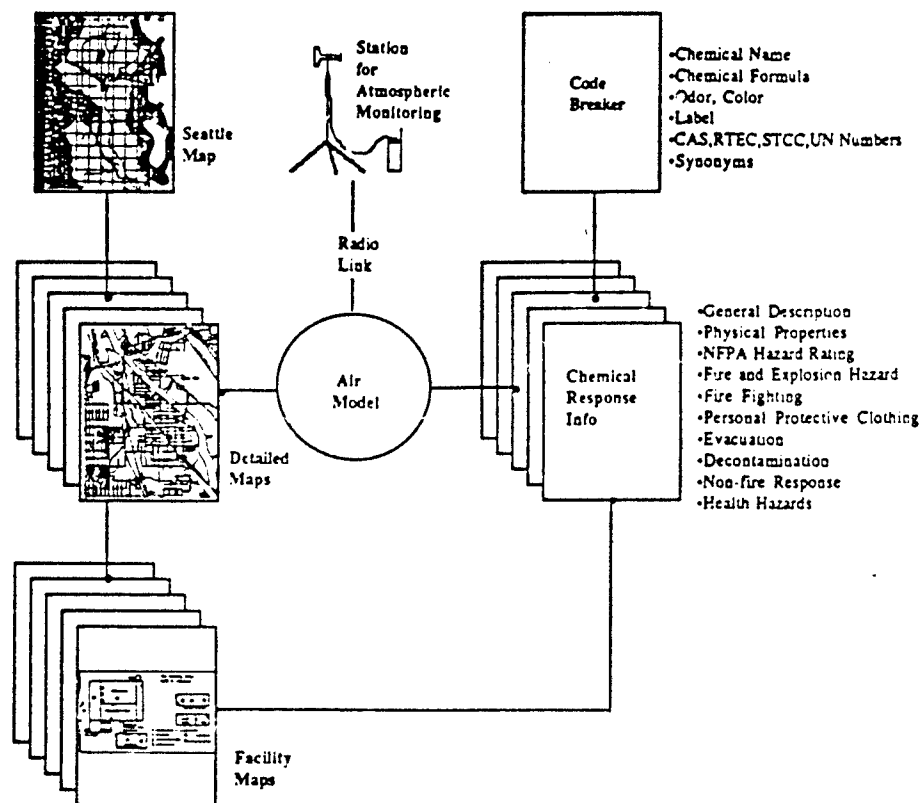 Station
for
Atmospheric
Monitoring
Seattle
Map
Code
Breaker
•Chemical Name
•Chemical Formula
•Odor, Color
•Label
•CAS,RTEC,STCC,UN Numbers
•Synonyms
Radio
Link
Air
Model
Detailed
Maps
Chemical
Response
Info
•General Description
•Physical Properties
•NFPA Hazard Rating
•Fire and Explosion Hazard
•Fire Fighting
•Personal Protective Clothing
•Evacuation
•Decontamination
•Non-fire Response
•Health Hazards
Facility
Maps